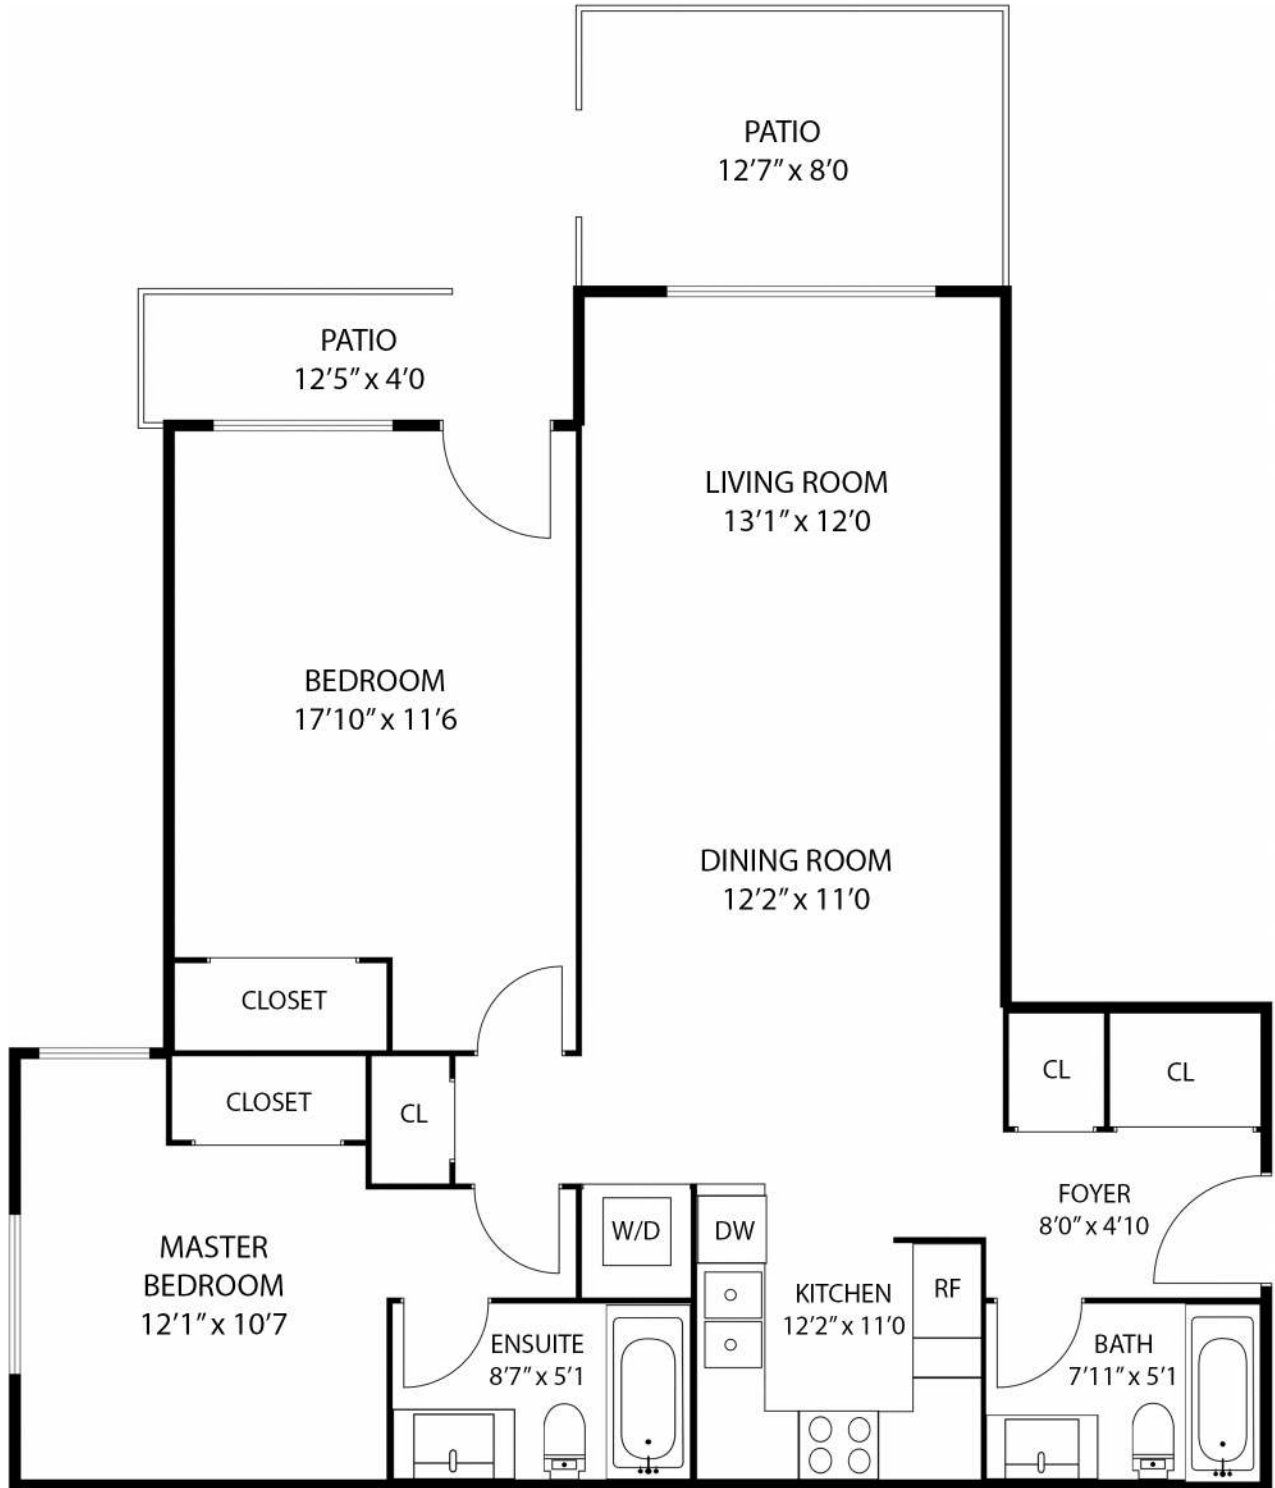 PATIO
12'7" x 8'0
PATIO
12'5" x 4'0
LIVING ROOM
13'1" x 12'0
BEDROOM
17'10" x 11'6
DINING ROOM
12'2" x 11'0
CLOSET
CLOSET
CL
CL
CL
FOYER
8'0" x 4'10
W/D
DW
MASTER
BEDROOM
12'1" x 10'7
KITCHEN
12'2" x 11'0
RF
ENSUITE
8'7" x 5'1
BATH
7'11" x 5'1